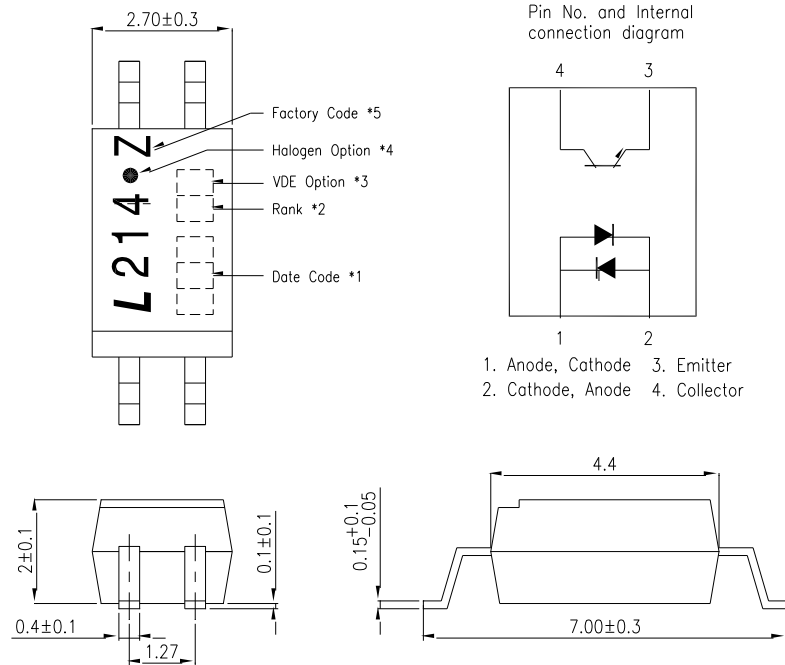 2.70±0.3
Factory Code *5
Halogen Option *4
VDE Option *3
Rank *2
Date Code *1
L214 Z
Pin No. and Internal
connection diagram
4 3
1 2
1. Anode, Cathode 3. Emitter
2. Cathode, Anode 4. Collector
2±0.1
0.4±0.1
1.27
0.1±0.1
0.15+0.1
-0.05
4.4
7.00±0.3